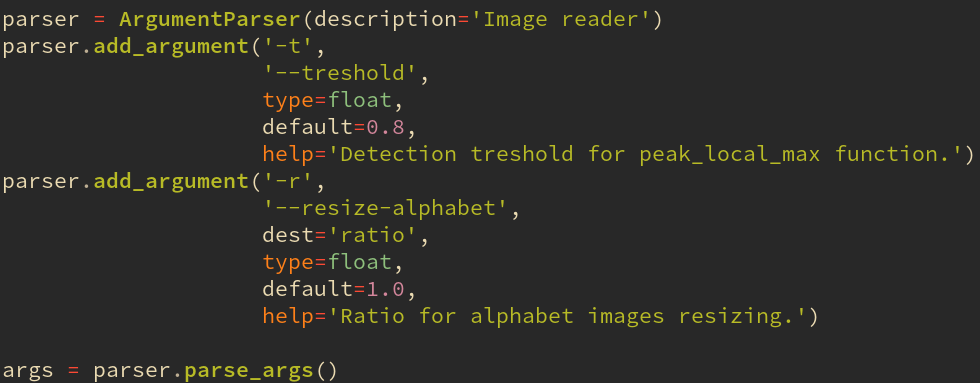 parser = ArgumentParser(description='Image reader')
parser.add_argument('-t',
                    '--treshold',
                    type=float,
                    default=0.8,
                    help='Detection treshold for peak_local_max function.')
parser.add_argument('-r',
                    '--resize-alphabet',
                    dest='ratio',
                    type=float,
                    default=1.0,
                    help='Ratio for alphabet images resizing.')

args = parser.parse_args()